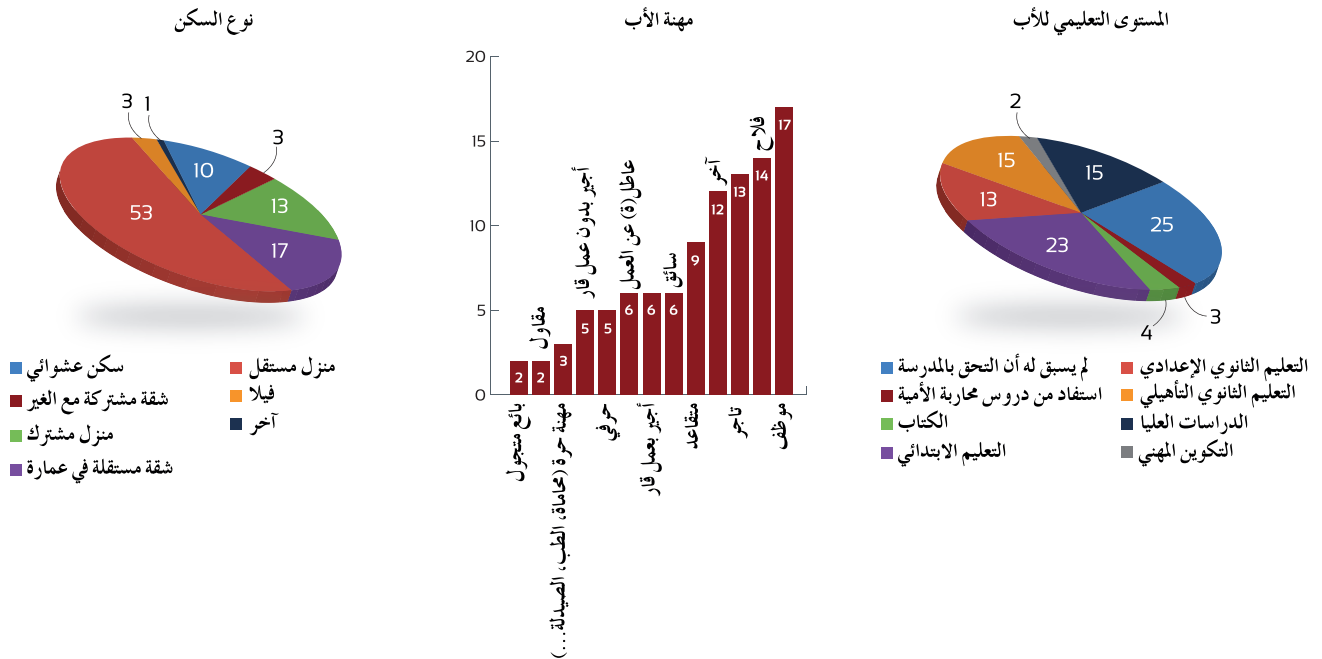 المستوى التعليمي للأب
2
15
15
25
13
23
3
4
لم يسبق له أن التحق بالمدرسة
استفاد من دروس محاربة الأمية
الكتاب
التعليم الابتدائي
التعليم الثانوي الإعدادي
التعليم الثانوي التأهيلي
الدراسات العليا
التكوين المهني
مهنة الأب
20
15
10
5
0
17
14
13
12
9
6
6
6
5
5
3
2
2
موظف
فلاح
تاجر
آخر
متقاعد
سائق
أجير بعمل قار
عاطل(ة) عن العمل
حرفي
أجير بدون عمل قار
مهنة حرة (محاماة، الطب، الصيدلة...)
مقاول
بائع متجول
نوع السكن
3
1
3
10
13
17
53
سكن عشوائي
شقة مشتركة مع الغير
منزل مشترك
شقة مستقلة في عمارة
منزل مستقل
فيلا
آخر